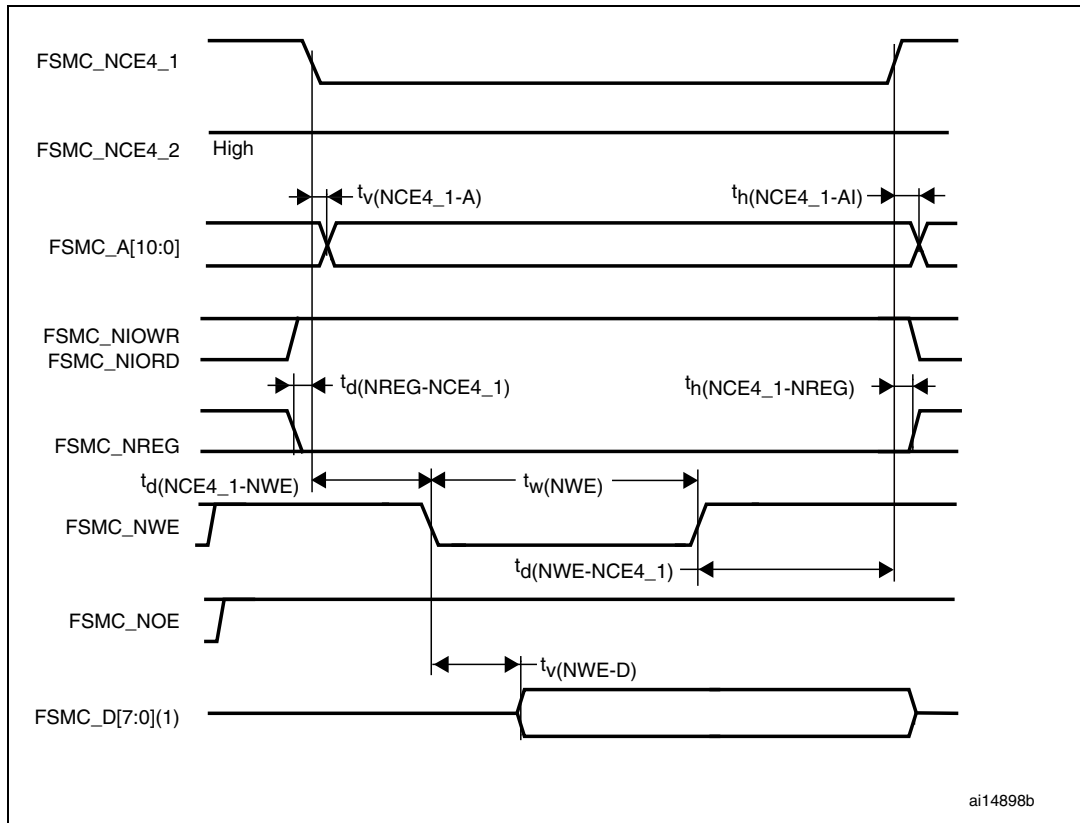 FSMC_NCE4_1
FSMC_NCE4_2 High
tv(NCE4_1-A) th(NCE4_1-AI)
FSMC_A[10:0]
FSMC_NIOWR
FSMC_NIORD
td(NREG-NCE4_1) th(NCE4_1-NREG)
FSMC_NREG
td(NCE4_1-NWE) tw(NWE)
FSMC_NWE
td(NWE-NCE4_1)
FSMC_NOE
tv(NWE-D)
FSMC_D[7:0](1)
ai14898b